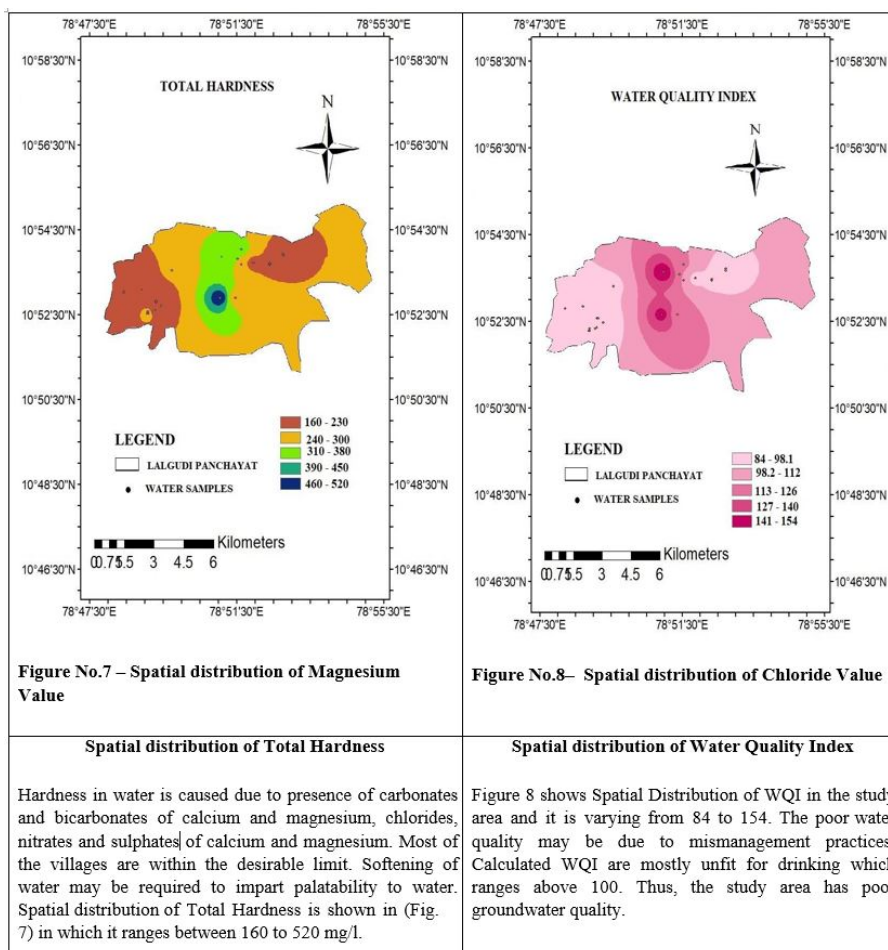 78°47'30"E 78°51'30"E 78°55'30"E
10°58'30"N 10°58'30"N
TOTAL HARDNESS
N
10°56'30"N 10°56'30"N
10°54'30"N 10°54'30"N
10°52'30"N 10°52'30"N
10°50'30"N 10°50'30"N
LEGEND
LALGUDI PANCHAYAT
WATER SAMPLES
160 - 230
240 - 300
310 - 380
390 - 450
460 - 520
10°48'30"N 10°48'30"N
Kilometers
0 0.75 1.5 3 4.5 6
10°46'30"N 10°46'30"N
78°47'30"E 78°51'30"E 78°55'30"E
Figure No.7 – Spatial distribution of Magnesium
Value
78°47'30"E 78°51'30"E 78°55'30"E
10°58'30"N 10°58'30"N
WATER QUALITY INDEX
N
10°56'30"N 10°56'30"N
10°54'30"N 10°54'30"N
10°52'30"N 10°52'30"N
10°50'30"N 10°50'30"N
LEGEND
LALGUDI PANCHAYAT
WATER SAMPLES
84 - 98.1
98.2 - 112
113 - 126
127 - 140
141 - 154
10°48'30"N 10°48'30"N
Kilometers
0 0.75 1.5 3 4.5 6
10°46'30"N 10°46'30"N
78°47'30"E 78°51'30"E 78°55'30"E
Figure No.8– Spatial distribution of Chloride Value
Spatial distribution of Total Hardness
Hardness in water is caused due to presence of carbonates
and bicarbonates of calcium and magnesium, chlorides,
nitrates and sulphates of calcium and magnesium. Most of
the villages are within the desirable limit. Softening of
water may be required to impart palatability to water.
Spatial distribution of Total Hardness is shown in (Fig.
7) in which it ranges between 160 to 520 mg/l.
Spatial distribution of Water Quality Index
Figure 8 shows Spatial Distribution of WQI in the study
area and it is varying from 84 to 154. The poor wate
quality may be due to mismanagement practices
Calculated WQI are mostly unfit for drinking which
ranges above 100. Thus, the study area has poo
groundwater quality.